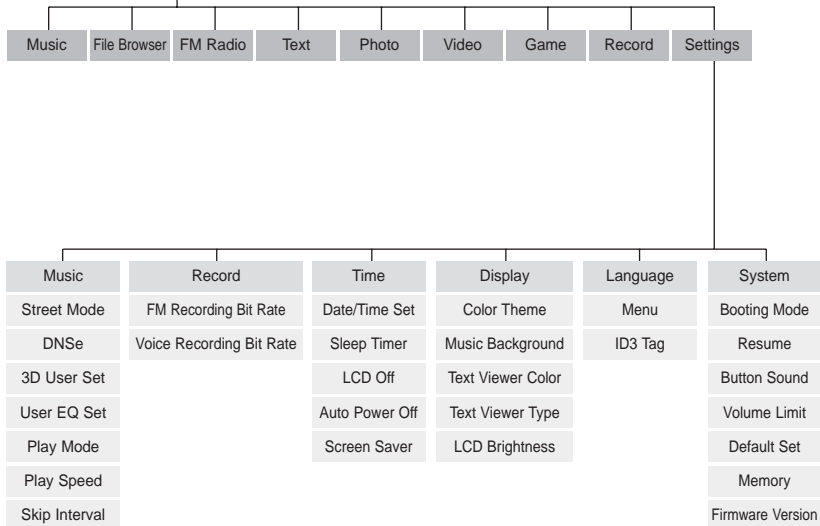 Music File Browser FM Radio Text Photo Video Game Record Settings
Music Record Time Display Language System
Street Mode FM Recording Bit Rate Date/Time Set Color Theme Menu Booting Mode
DNSe Voice Recording Bit Rate Sleep Timer Music Background ID3 Tag Resume
3D User Set LCD Off Text Viewer Color Button Sound
User EQ Set Auto Power Off Text Viewer Type Volume Limit
Play Mode Screen Saver LCD Brightness Default Set
Play Speed Memory
Skip Interval Firmware Version